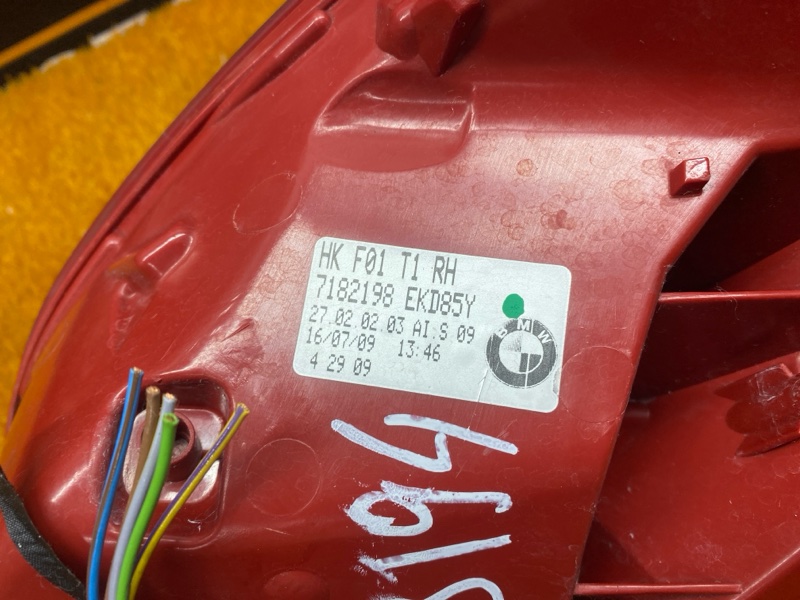 HK F01 T1 RH
7182198 EKD85Y
27.02.02.03 AI.S 09
16/07/09 13:46
4 29 09
BMW